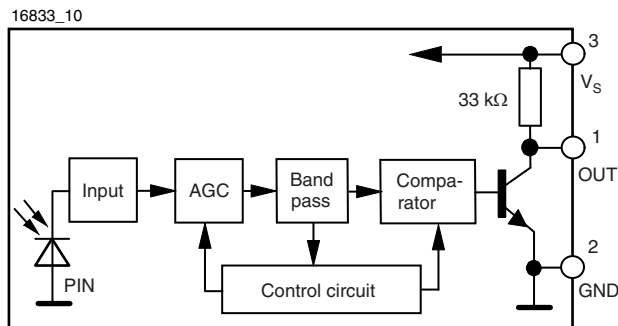 16833_10
3
V_S
33 kΩ
1
OUT
Input
AGC
Band
pass
Compa-
rator
2
GND
PIN
Control circuit